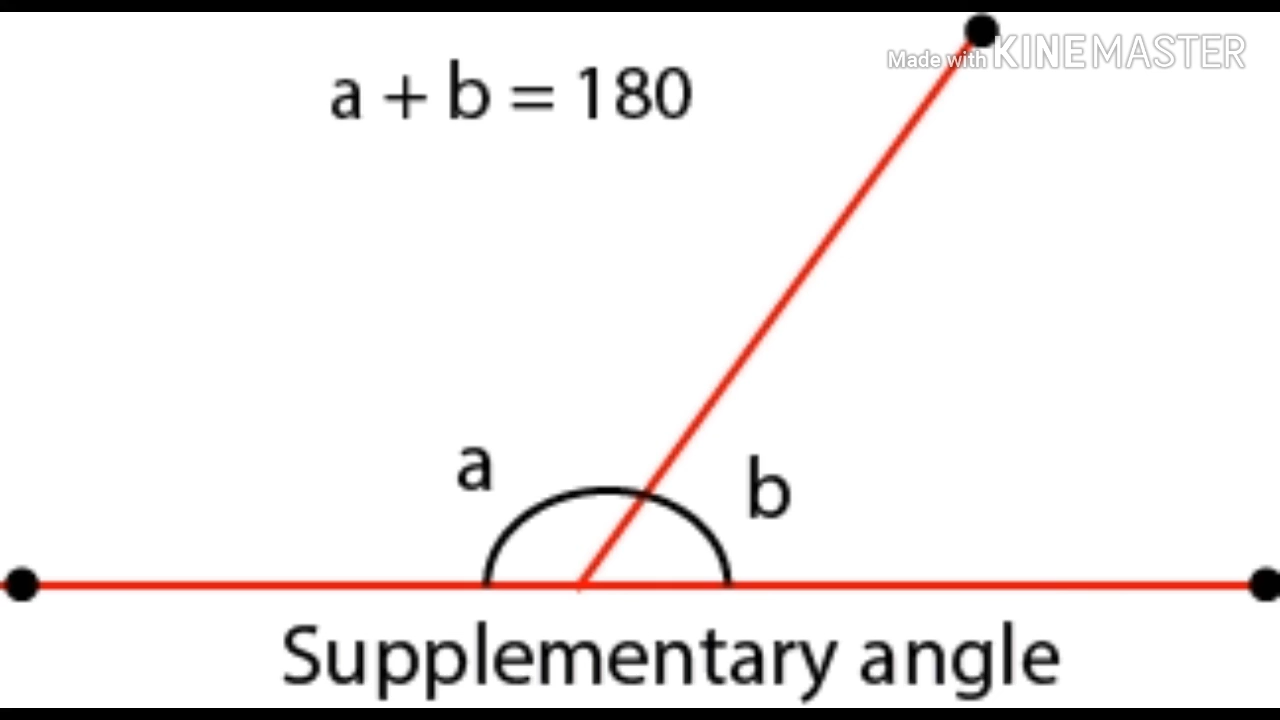 Made with KINEMASTER
a + b = 180
a
b
Supplementary angle